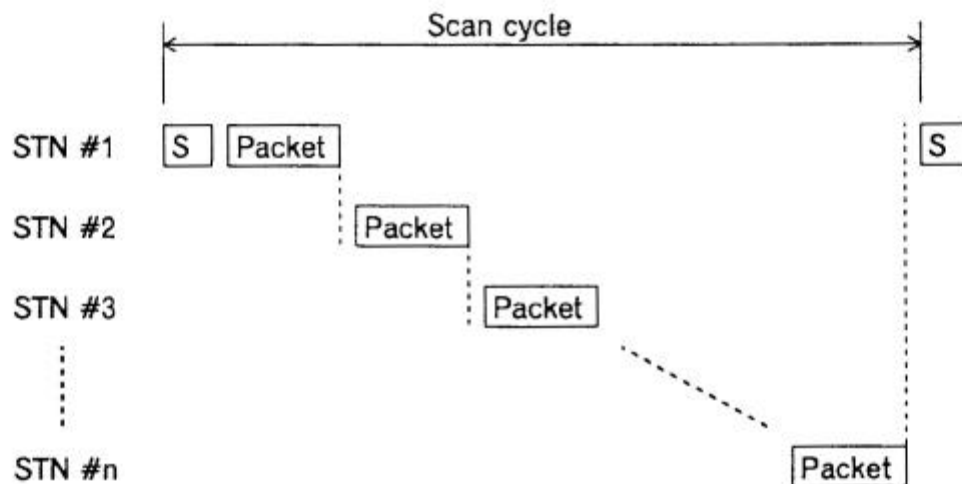 Scan cycle
STN #1 S Packet S
STN #2 Packet
STN #3 Packet
STN #n Packet